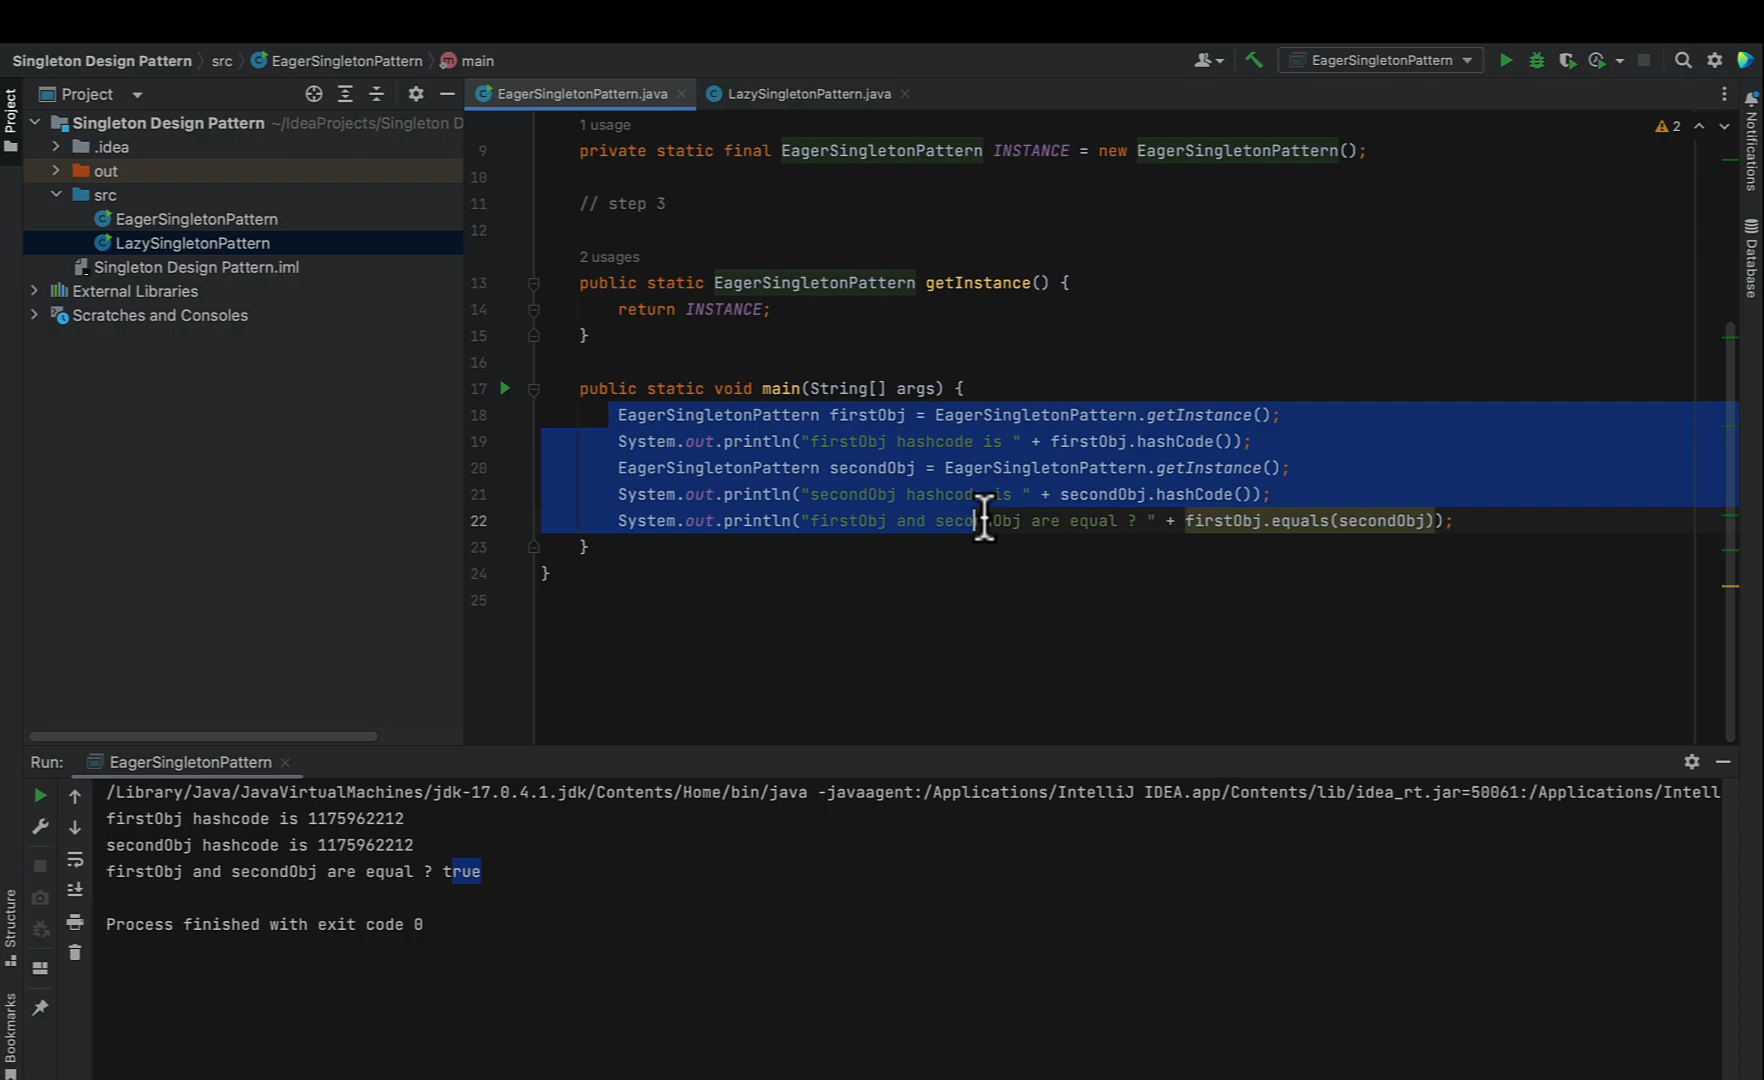 Singleton Design Pattern › src › EagerSingletonPattern › main
EagerSingletonPattern
Project
Project
EagerSingletonPattern.java
LazySingletonPattern.java
Notifications
Database
Singleton Design Pattern ~/IdeaProjects/Singleton D
.idea
out
src
EagerSingletonPattern
LazySingletonPattern
Singleton Design Pattern.iml
External Libraries
Scratches and Consoles
2
1 usage
9 private static final EagerSingletonPattern INSTANCE = new EagerSingletonPattern();
10
11 // step 3
12
2 usages
13 public static EagerSingletonPattern getInstance() {
14 return INSTANCE;
15 }
16
17 public static void main(String[] args) {
18 EagerSingletonPattern firstObj = EagerSingletonPattern.getInstance();
19 System.out.println("firstObj hashcode is " + firstObj.hashCode());
20 EagerSingletonPattern secondObj = EagerSingletonPattern.getInstance();
21 System.out.println("secondObj hashcode is " + secondObj.hashCode());
22 System.out.println("firstObj and secondObj are equal ? " + firstObj.equals(secondObj));
23 }
24 }
25
Run: EagerSingletonPattern
/Library/Java/JavaVirtualMachines/jdk-17.0.4.1.jdk/Contents/Home/bin/java -javaagent:/Applications/IntelliJ IDEA.app/Contents/lib/idea_rt.jar=50061:/Applications/Intell
firstObj hashcode is 1175962212
secondObj hashcode is 1175962212
firstObj and secondObj are equal ? true
Process finished with exit code 0
Structure
Bookmarks